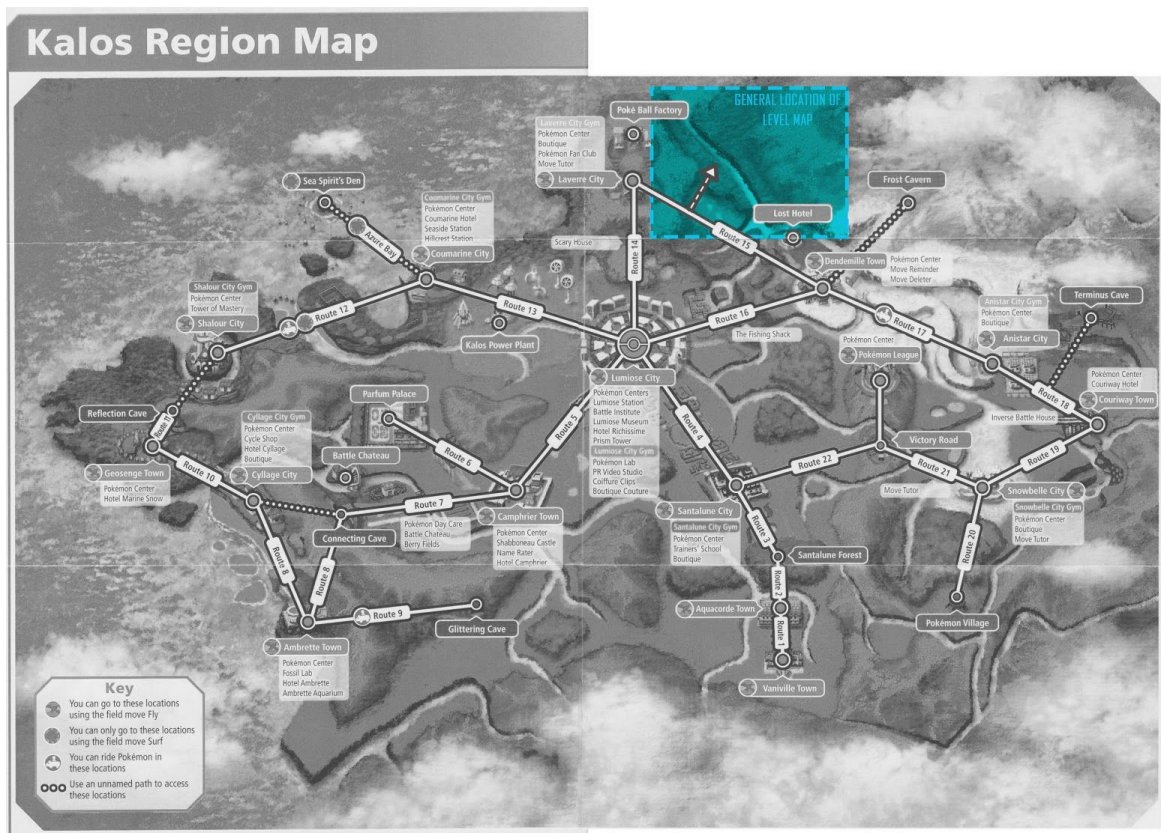 Kalos Region Map
GENERAL LOCATION OF
LEVEL MAP
Poké Ball Factory
Laverre City Gym
Pokémon Center
Boutique
Pokémon Fan Club
Move Tutor
Laverre City
Sea Spirit's Den
Frost Cavern
Azure Bay
Coumarine City Gym
Pokémon Center
Coumarine Hotel
Seaside Station
Hillcrest Station
Coumarine City
Scary House
Route 14
Route 15
Lost Hotel
Dendemille Town
Pokémon Center
Move Reminder
Move Deleter
Shalour City Gym
Pokémon Center
Tower of Mastery
Shalour City
Route 12
Route 13
Kalos Power Plant
Route 16
The Fishing Shack
Route 17
Pokémon Center
Pokémon League
Anistar City Gym
Pokémon Center
Boutique
Anistar City
Terminus Cave
Pokémon Center
Couriway Hotel
Couriway Town
Route 18
Inverse Battle House
Reflection Cave
Route 11
Parfum Palace
Route 5
Lumiose City
Pokémon Centers
Lumiose Station
Battle Institute
Lumiose Museum
Hotel Richissime
Prism Tower
Lumiose City Gym
Pokémon Lab
PR Video Studio
Coiffure Clips
Boutique Couture
Route 4
Cyllage City Gym
Pokémon Center
Cycle Shop
Hotel Cyllage
Boutique
Cyllage City
Battle Chateau
Route 6
Victory Road
Route 22
Route 21
Route 19
Geosenge Town
Pokémon Center
Hotel Marine Snow
Route 10
Route 7
Pokémon Day Care
Battle Chateau
Berry Fields
Camphrier Town
Pokémon Center
Shabboneau Castle
Name Rater
Hotel Camphrier
Connecting Cave
Move Tutor
Snowbelle City
Snowbelle City Gym
Pokémon Center
Boutique
Move Tutor
Santalune City
Santalune City Gym
Pokémon Center
Trainers' School
Boutique
Route 3
Santalune Forest
Route 20
Route 8
Route 8
Route 9
Glittering Cave
Route 2
Aquacorde Town
Route 1
Vaniville Town
Pokémon Village
Ambrette Town
Pokémon Center
Fossil Lab
Hotel Ambrette
Ambrette Aquarium
Key
You can go to these locations
using the field move Fly
You can only go to these locations
using the field move Surf
You can ride Pokémon in
these locations
Use an unnamed path to access
these locations